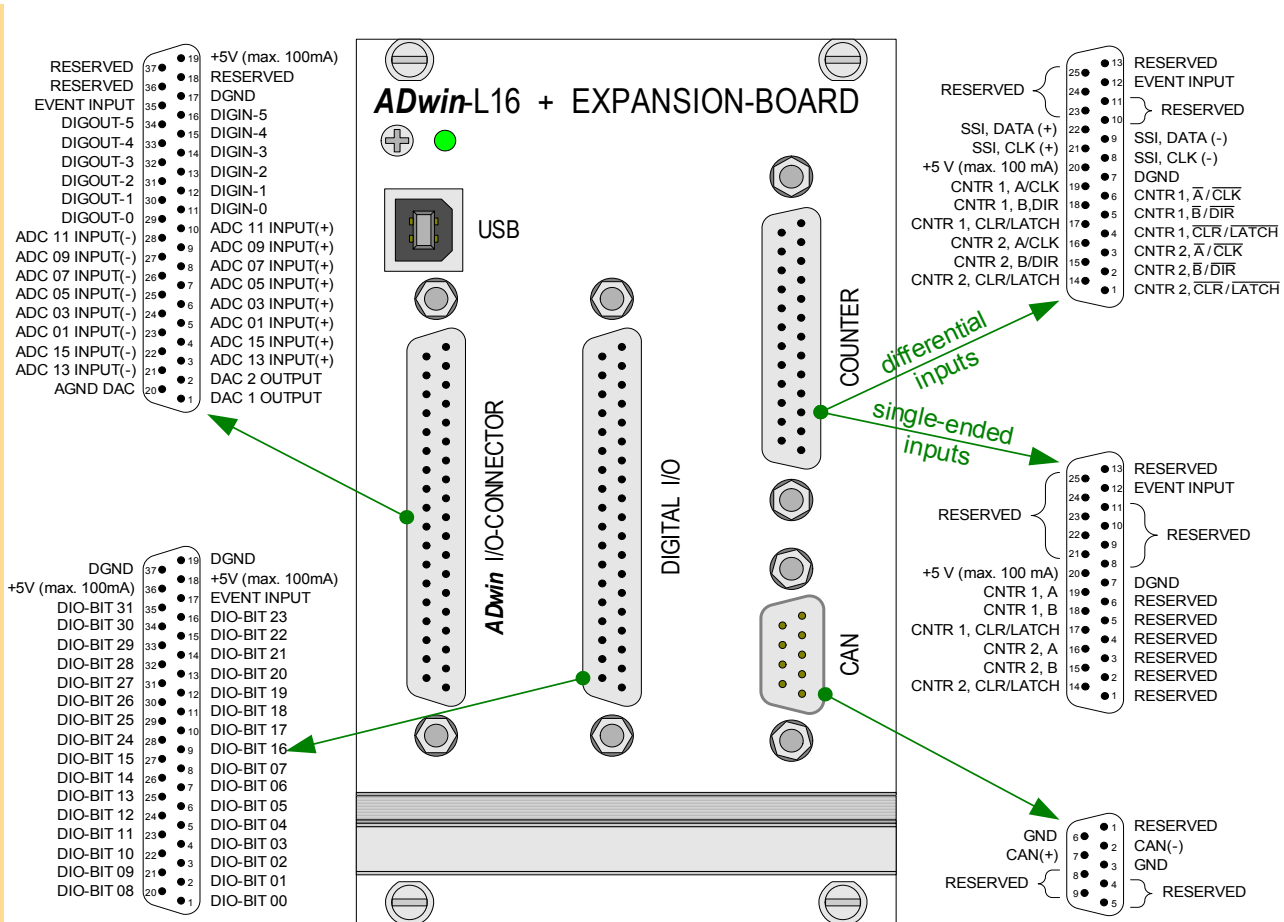 ADwin-L16 + EXPANSION-BOARD
USB
ADwin I/O-CONNECTOR
DIGITAL I/O
COUNTER
CAN
differential
inputs
single-ended
inputs
RESERVED 37
RESERVED 36
EVENT INPUT 35
DIGOUT-5 34
DIGOUT-4 33
DIGOUT-3 32
DIGOUT-2 31
DIGOUT-1 30
DIGOUT-0 29
ADC 11 INPUT(-) 28
ADC 09 INPUT(-) 27
ADC 07 INPUT(-) 26
ADC 05 INPUT(-) 25
ADC 03 INPUT(-) 24
ADC 01 INPUT(-) 23
ADC 15 INPUT(-) 22
ADC 13 INPUT(-) 21
AGND DAC 20
19 +5V (max. 100mA)
18 RESERVED
17 DGND
16 DIGIN-5
15 DIGIN-4
14 DIGIN-3
13 DIGIN-2
12 DIGIN-1
11 DIGIN-0
10 ADC 11 INPUT(+)
9 ADC 09 INPUT(+)
8 ADC 07 INPUT(+)
7 ADC 05 INPUT(+)
6 ADC 03 INPUT(+)
5 ADC 01 INPUT(+)
4 ADC 15 INPUT(+)
3 ADC 13 INPUT(+)
2 DAC 2 OUTPUT
1 DAC 1 OUTPUT
DGND 37
+5V (max. 100mA) 36
DIO-BIT 31 35
DIO-BIT 30 34
DIO-BIT 29 33
DIO-BIT 28 32
DIO-BIT 27 31
DIO-BIT 26 30
DIO-BIT 25 29
DIO-BIT 24 28
DIO-BIT 15 27
DIO-BIT 14 26
DIO-BIT 13 25
DIO-BIT 12 24
DIO-BIT 11 23
DIO-BIT 10 22
DIO-BIT 09 21
DIO-BIT 08 20
19 DGND
18 +5V (max. 100mA)
17 EVENT INPUT
16 DIO-BIT 23
15 DIO-BIT 22
14 DIO-BIT 21
13 DIO-BIT 20
12 DIO-BIT 19
11 DIO-BIT 18
10 DIO-BIT 17
9 DIO-BIT 16
8 DIO-BIT 07
7 DIO-BIT 06
6 DIO-BIT 05
5 DIO-BIT 04
4 DIO-BIT 03
3 DIO-BIT 02
2 DIO-BIT 01
1 DIO-BIT 00
RESERVED 25
24
23
SSI, DATA (+) 22
SSI, CLK (+) 21
+5 V (max. 100 mA) 20
CNTR 1, A/CLK 19
CNTR 1, B,DIR 18
CNTR 1, CLR/LATCH 17
CNTR 2, A/CLK 16
CNTR 2, B/DIR 15
CNTR 2, CLR/LATCH 14
13 RESERVED
12 EVENT INPUT
11
10 RESERVED
9 SSI, DATA (-)
8 SSI, CLK (-)
7 DGND
6 CNTR 1, A̅ / C̅L̅K̅
5 CNTR 1, B̅ / D̅I̅R̅
4 CNTR 1, C̅L̅R̅ / L̅A̅T̅C̅H̅
3 CNTR 2, A̅ / C̅L̅K̅
2 CNTR 2, B̅ / D̅I̅R̅
1 CNTR 2, C̅L̅R̅ / L̅A̅T̅C̅H̅
25
24
RESERVED 23
22
21
+5 V (max. 100 mA) 20
CNTR 1, A 19
CNTR 1, B 18
CNTR 1, CLR/LATCH 17
CNTR 2, A 16
CNTR 2, B 15
CNTR 2, CLR/LATCH 14
13 RESERVED
12 EVENT INPUT
11
10
RESERVED
9
8
7 DGND
6 RESERVED
5 RESERVED
4 RESERVED
3 RESERVED
2 RESERVED
1 RESERVED
GND 6
CAN(+) 7
RESERVED 8
9
1 RESERVED
2 CAN(-)
3 GND
4
5 RESERVED